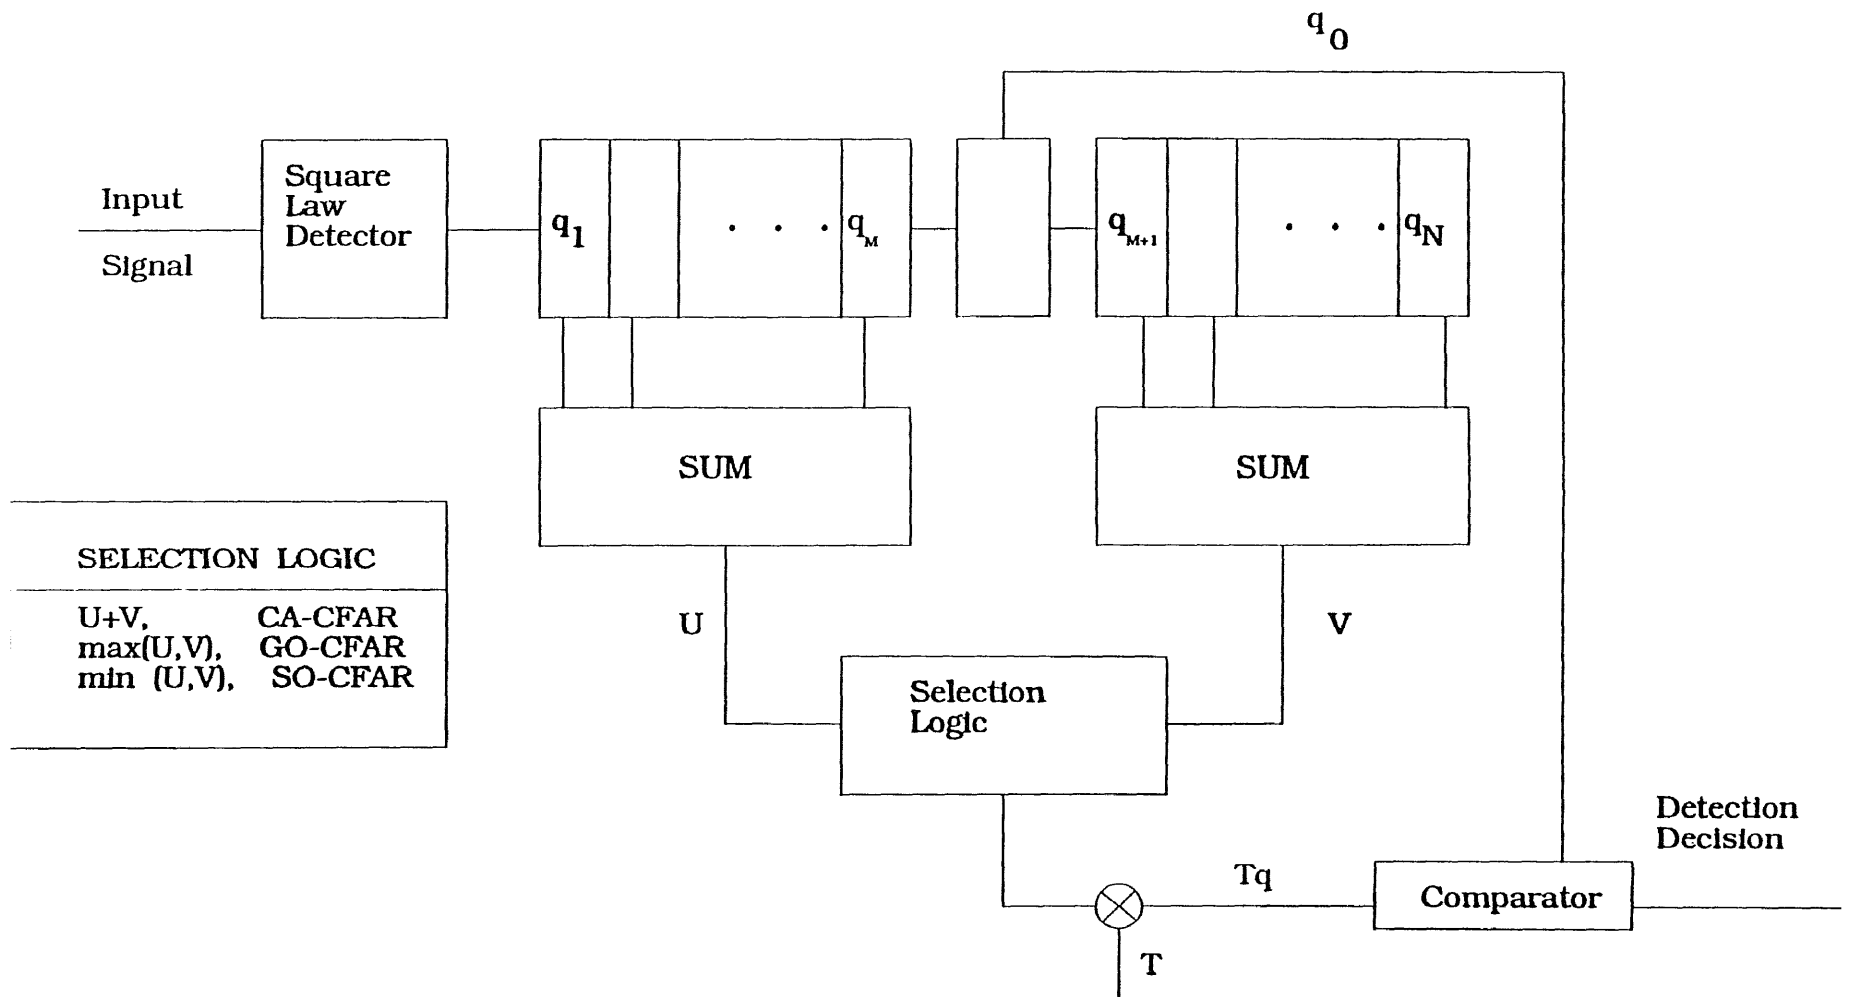 q0
Input
Signal
Square
Law
Detector
q1
. . .
qM
qM+1
. . .
qN
SUM
SUM
SELECTION LOGIC
U+V, CA-CFAR
max(U,V), GO-CFAR
min (U,V), SO-CFAR
U
V
Selection
Logic
Detection
Decision
Tq
Comparator
T